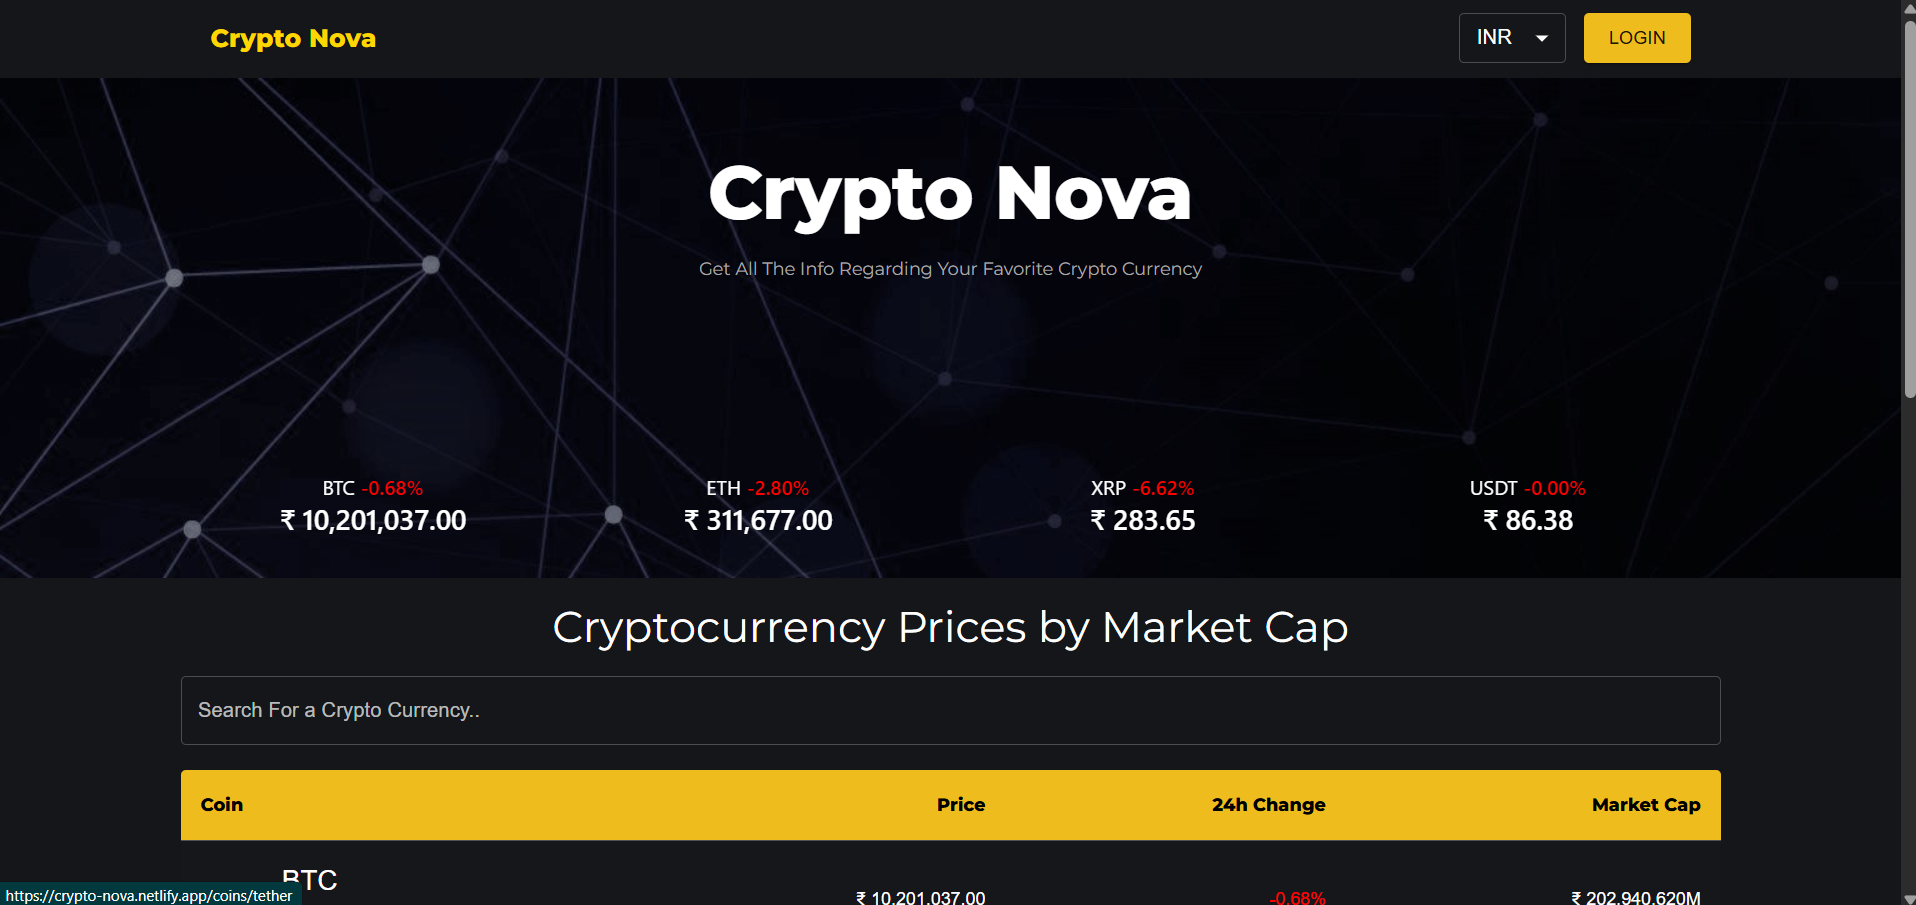 Crypto Nova
INR
LOGIN
Crypto Nova
Get All The Info Regarding Your Favorite Crypto Currency
BTC -0.68%
₹ 10,201,037.00
ETH -2.80%
₹ 311,677.00
XRP -6.62%
₹ 283.65
USDT -0.00%
₹ 86.38
Cryptocurrency Prices by Market Cap
Search For a Crypto Currency..
Coin Price 24h Change Market Cap
BTC
₹ 10,201,037.00 -0.68% ₹ 202,940,620M
https://crypto-nova.netlify.app/coins/tether